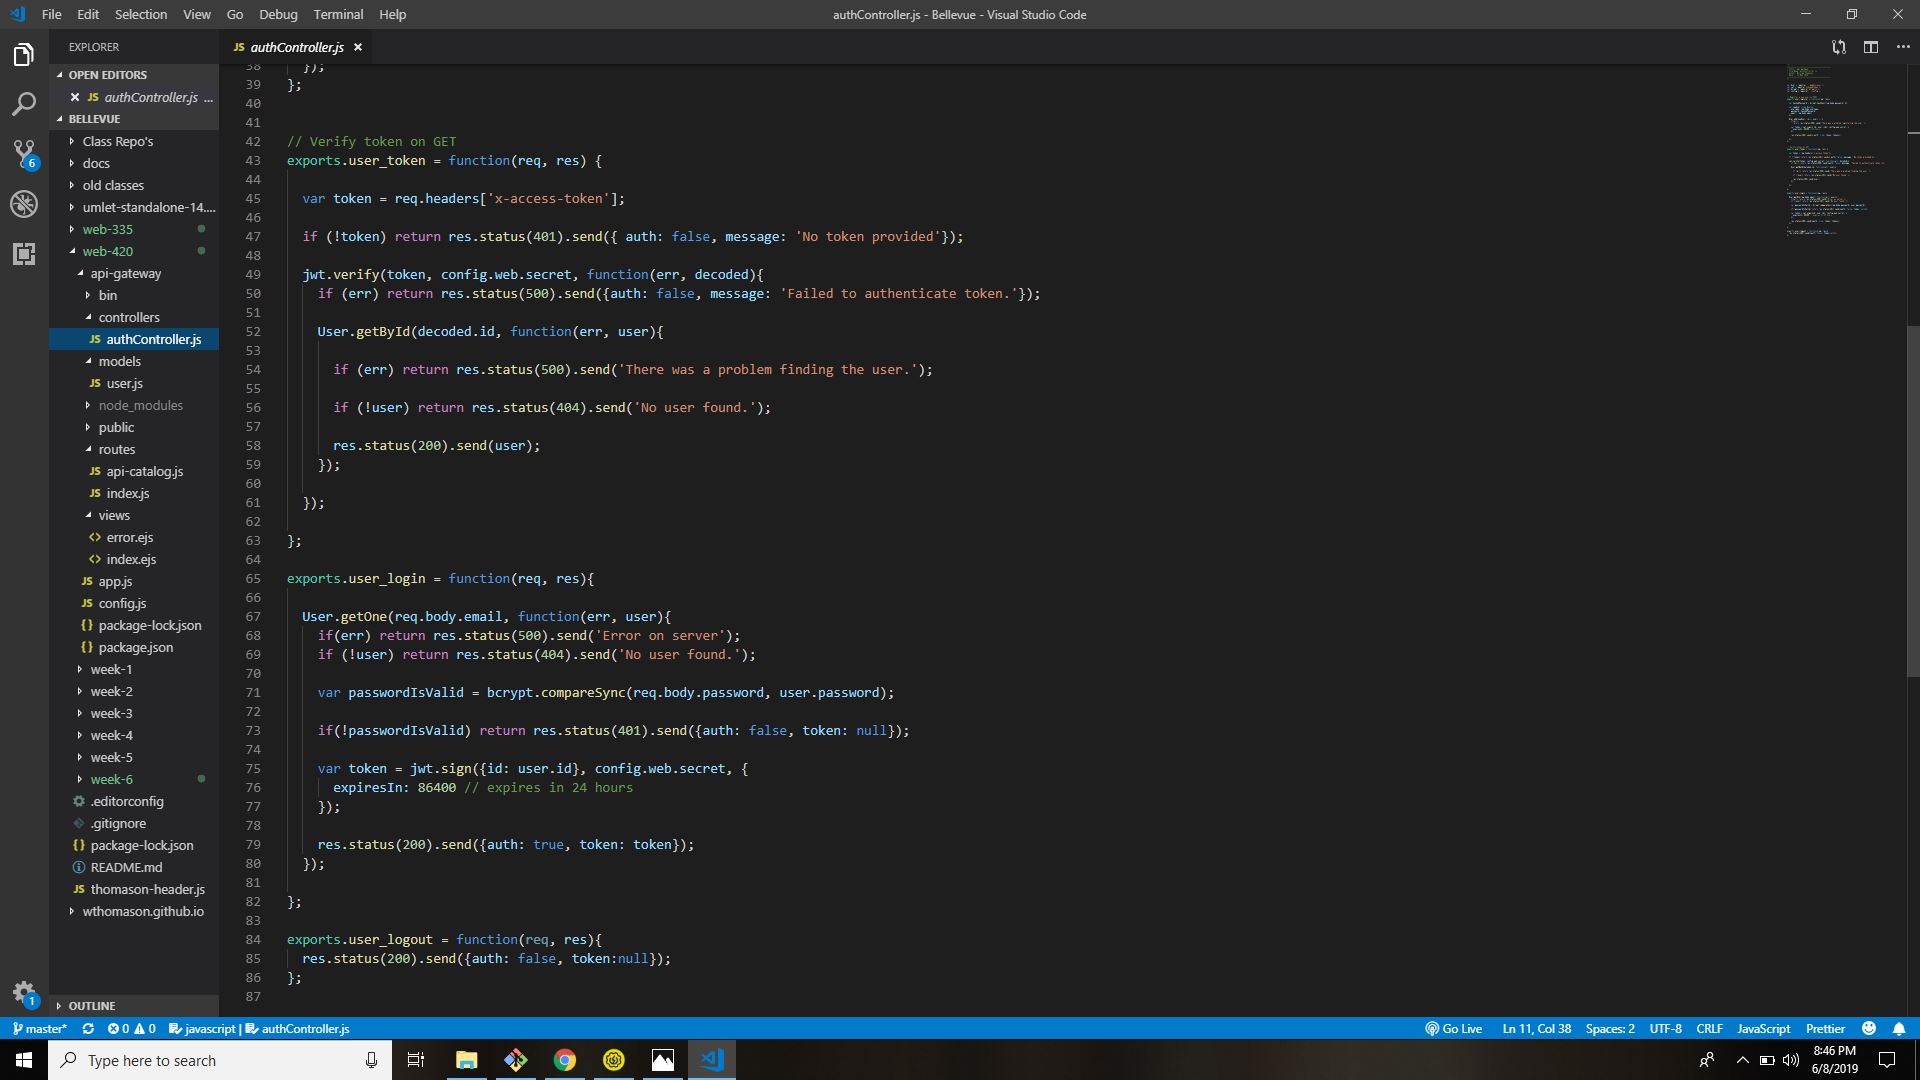 File Edit Selection View Go Debug Terminal Help
authController.js - Bellevue - Visual Studio Code
EXPLORER
JS authController.js
OPEN EDITORS
JS authController.js ...
BELLEVUE
Class Repo's
docs
old classes
umlet-standalone-14....
web-335
web-420
api-gateway
bin
controllers
JS authController.js
models
JS user.js
node_modules
public
routes
JS api-catalog.js
JS index.js
views
<> error.ejs
<> index.ejs
JS app.js
JS config.js
{} package-lock.json
{} package.json
week-1
week-2
week-3
week-4
week-5
week-6
.editorconfig
.gitignore
{} package-lock.json
README.md
JS thomason-header.js
wthomason.github.io
OUTLINE
6
1
38 });
39 };
40
41
42 // Verify token on GET
43 exports.user_token = function(req, res) {
44
45 var token = req.headers['x-access-token'];
46
47 if (!token) return res.status(401).send({ auth: false, message: 'No token provided'});
48
49 jwt.verify(token, config.web.secret, function(err, decoded){
50 if (err) return res.status(500).send({auth: false, message: 'Failed to authenticate token.'});
51
52 User.getById(decoded.id, function(err, user){
53
54 if (err) return res.status(500).send('There was a problem finding the user.');
55
56 if (!user) return res.status(404).send('No user found.');
57
58 res.status(200).send(user);
59 });
60
61 });
62
63 };
64
65 exports.user_login = function(req, res){
66
67 User.getOne(req.body.email, function(err, user){
68 if(err) return res.status(500).send('Error on server');
69 if (!user) return res.status(404).send('No user found.');
70
71 var passwordIsValid = bcrypt.compareSync(req.body.password, user.password);
72
73 if(!passwordIsValid) return res.status(401).send({auth: false, token: null});
74
75 var token = jwt.sign({id: user.id}, config.web.secret, {
76 expiresIn: 86400 // expires in 24 hours
77 });
78
79 res.status(200).send({auth: true, token: token});
80 });
81
82 };
83
84 exports.user_logout = function(req, res){
85 res.status(200).send({auth: false, token:null});
86 };
87
master* 0 0 javascript | authController.js
Go Live Ln 11, Col 38 Spaces: 2 UTF-8 CRLF JavaScript Prettier
Type here to search
8:46 PM
6/8/2019